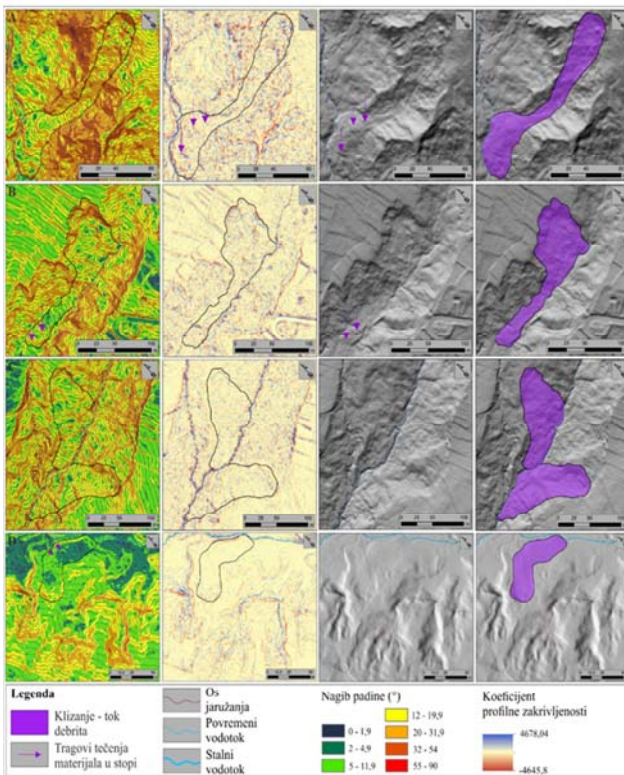 A
B
D
Legenda
Klizanje - tok
debrita
Tragovi tečenja
materijala u stopi
Os
jaružanja
Povremeni
vodotok
Stalni
vodotok
Nagib padine (°)
0 - 1,9
2 - 4,9
5 - 11,9
12 - 19,9
20 - 31,9
32 - 54
55 - 90
Koeficijent
profilne zakrivljenosti
4678,04
-4645,8